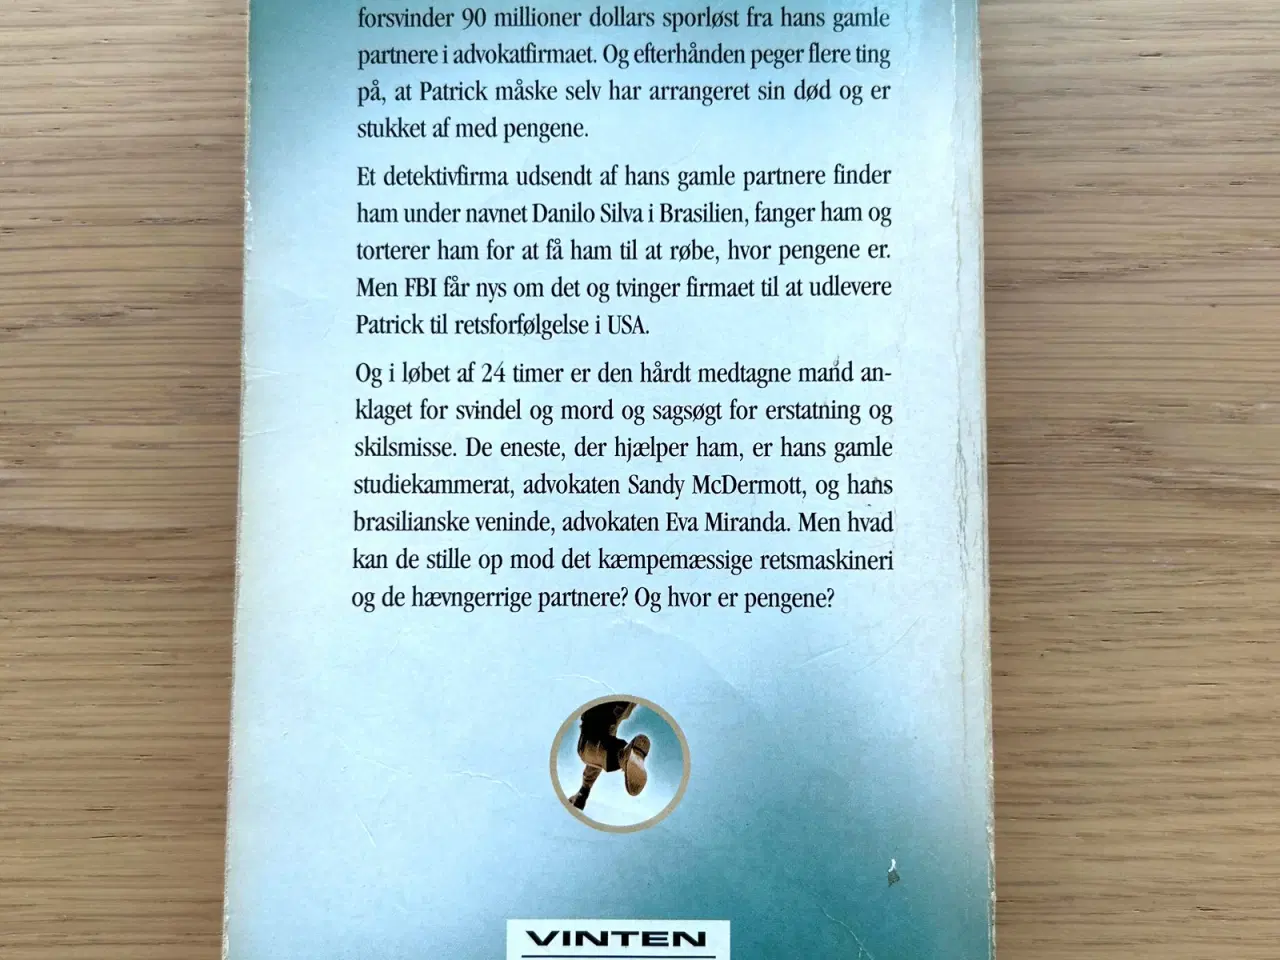 forsvinder 90 millioner dollars sporløst fra hans gamle
partnere i advokatfirmaet. Og efterhånden peger flere ting
på, at Patrick måske selv har arrangeret sin død og er
stukket af med pengene.
Et detektivfirma udsendt af hans gamle partnere finder
ham under navnet Danilo Silva i Brasilien, fanger ham og
torterer ham for at få ham til at røbe, hvor pengene er.
Men FBI får nys om det og tvinger firmaet til at udlevere
Patrick til retsforfølgelse i USA.
Og i løbet af 24 timer er den hårdt medtagne mand an-
klaget for svindel og mord og sagsøgt for erstatning og
skilsmisse. De eneste, der hjælper ham, er hans gamle
studiekammerat, advokaten Sandy McDermott, og hans
brasilianske veninde, advokaten Eva Miranda. Men hvad
kan de stille op mod det kæmpemæssige retsmaskineri
og de hævngerrige partnere? Og hvor er pengene?
VINTEN